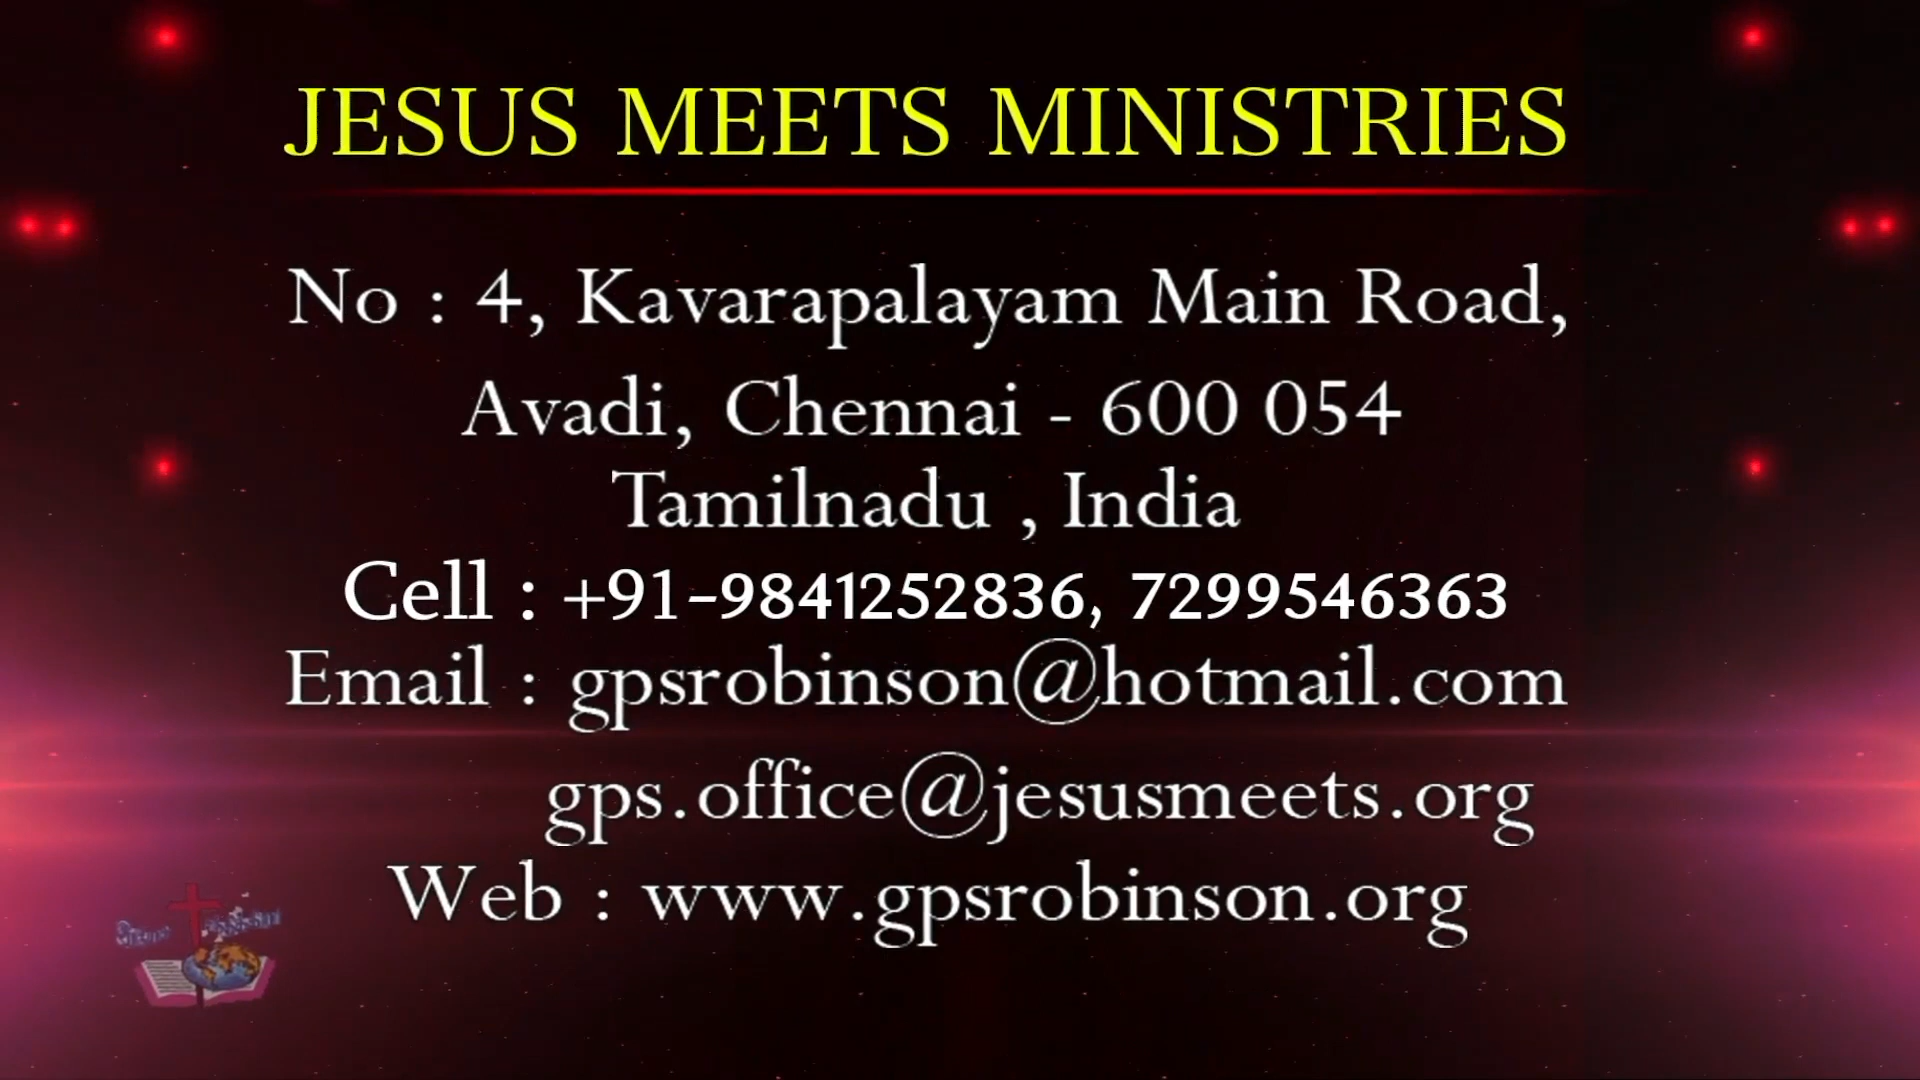 JESUS MEETS MINISTRIES
No : 4, Kavarapalayam Main Road,
Avadi, Chennai - 600 054
Tamilnadu , India
Cell : +91-9841252836, 7299546363
Email : gpsrobinson@hotmail.com
gps.office@jesusmeets.org
Web : www.gpsrobinson.org